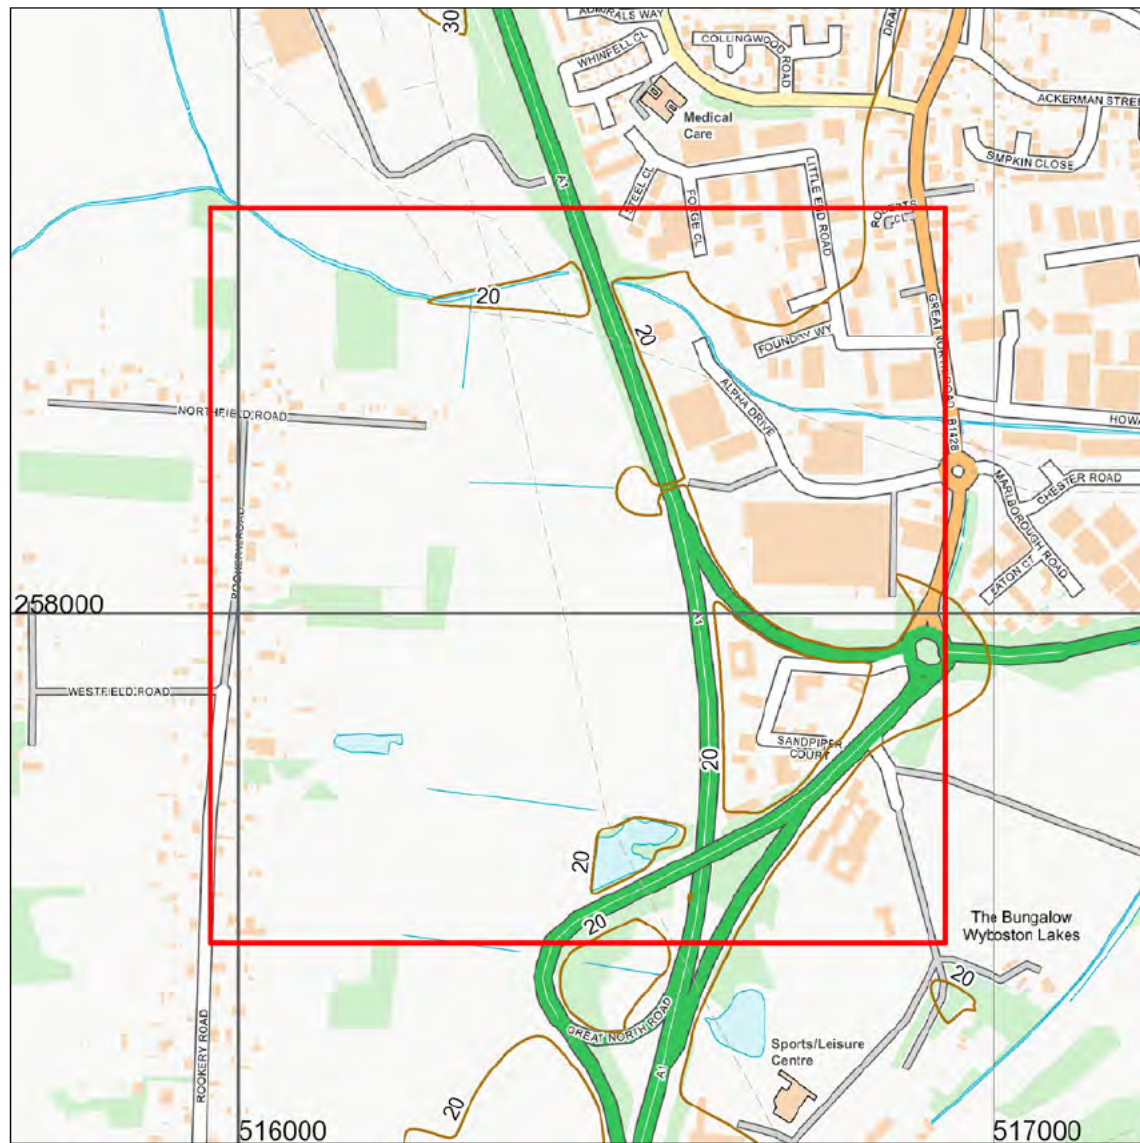 30
ADMIRALS WAY
COLLINGWOOD ROAD
WHINFELL CL
Medical
Care
ACKERMAN STREE
SMPKIN CLOSE
A1
STEEL CL
FORGE CL
LITTLE END ROAD
ROBERTS
CL
20
20
FOUNDRY WY
GREAT NORTH ROAD B1428
NORTHFIELD ROAD
ALPHA DRIVE
HOWA
CHESTER ROAD
MARLBOROUGH ROAD
ROOKERY ROAD
EATON CT
258000
A1
WESTFIELD ROAD
20
SANDPIPER
COURT
20
20
The Bungalow
Wyboston Lakes
20
GREAT NORTH ROAD
ROOKERY ROAD
Sports/Leisure
Centre
A1
20
516000
517000